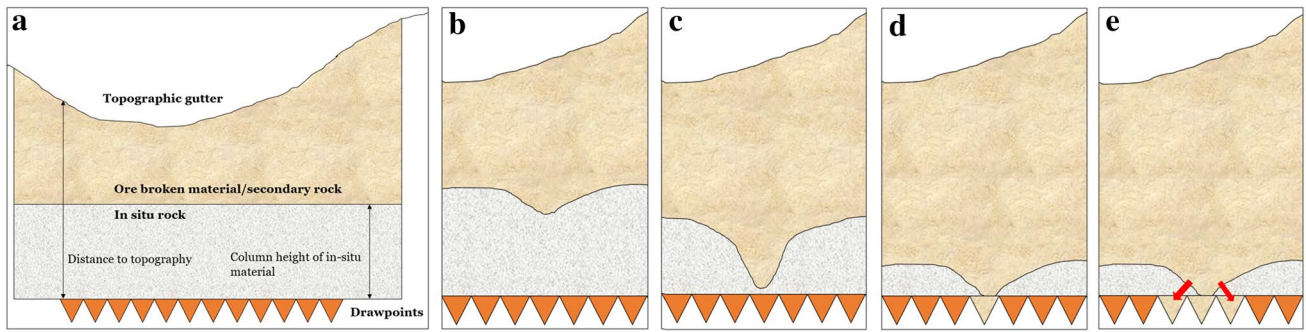 a
Topographic gutter
Ore broken material/secondary rock
In situ rock
Distance to topography
Column height of in-situ
material
Drawpoints
b
c
d
e